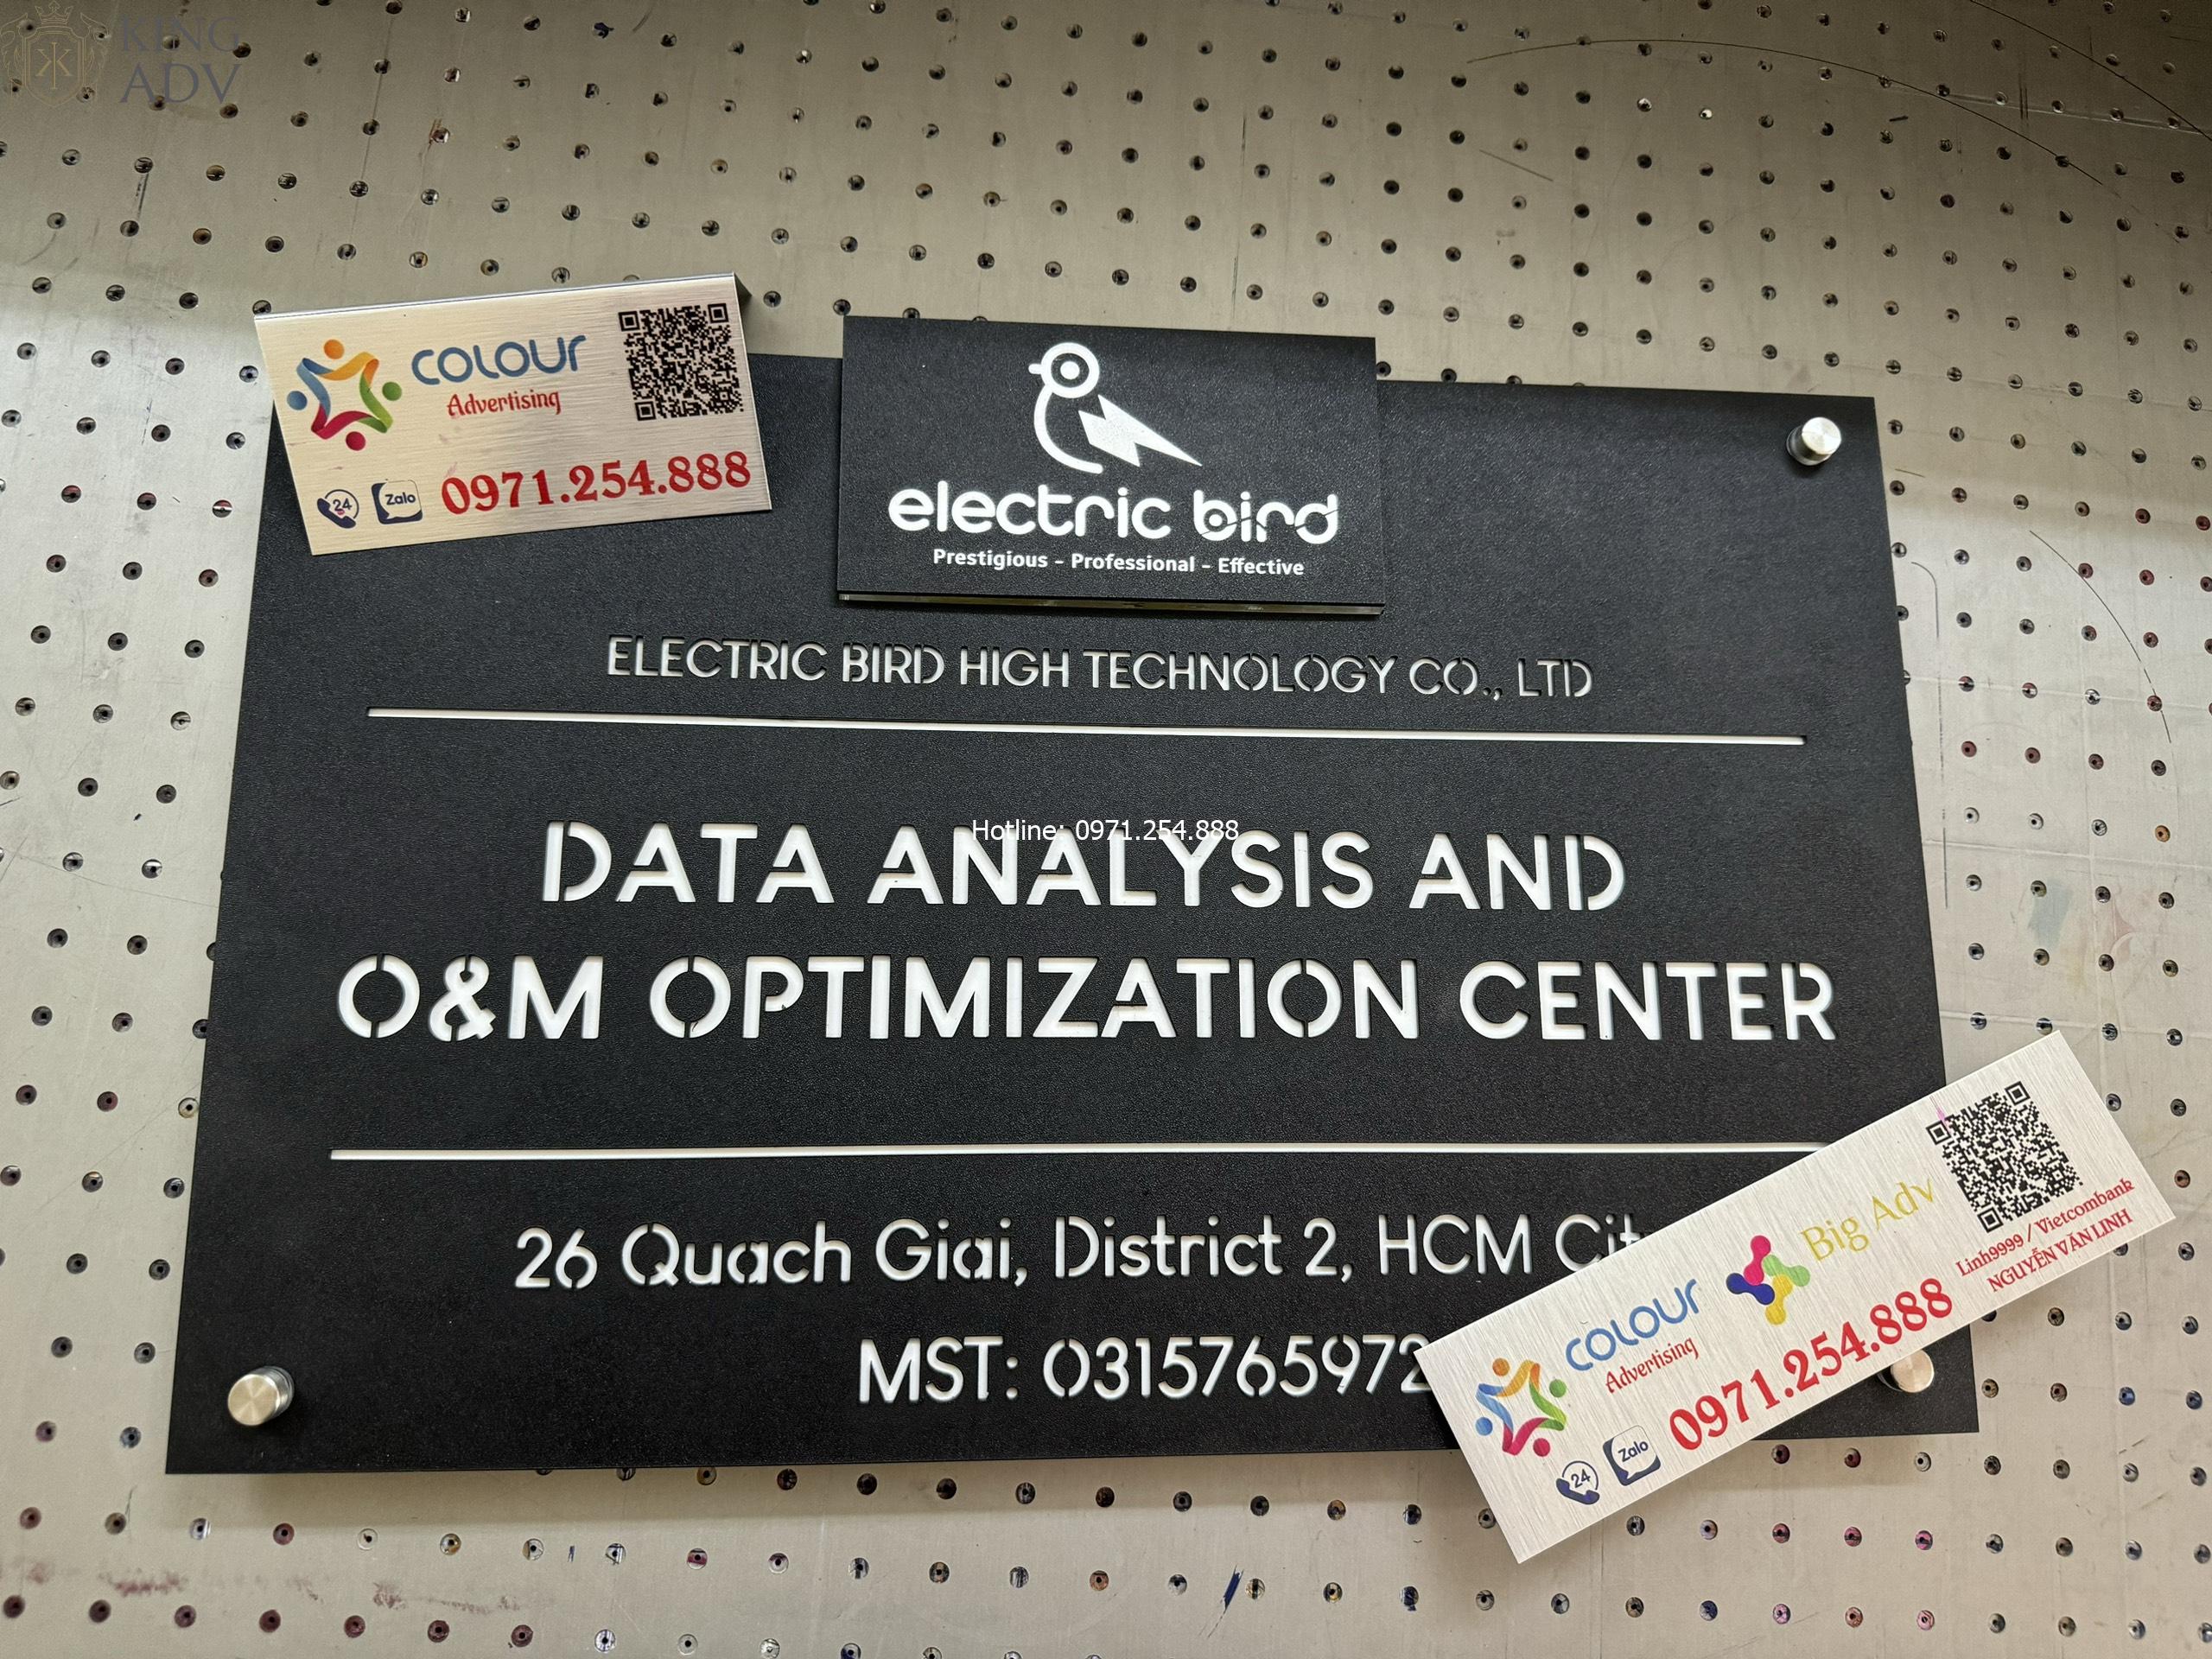 KING
ADV
COLOUR
Advertising
24
Zalo
0971.254.888
electric bird
Prestigious - Professional - Effective
ELECTRIC BIRD HIGH TECHNOLOGY CO., LTD
Hotline: 0971.254.888
DATA ANALYSIS AND
O&M OPTIMIZATION CENTER
26 Quach Giai, District 2, HCM
MST: 0315765972
COLOUR
Advertising
Big Adv
Linh9999 / Vietcombank
NGUYỄN VĂN LINH
24
Zalo
0971.254.888